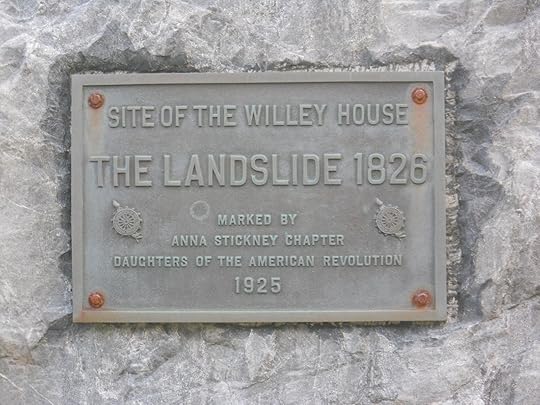 SITE OF THE WILLEY HOUSE
THE LANDSLIDE 1826
MARKED BY
ANNA STICKNEY CHAPTER
DAUGHTERS OF THE AMERICAN REVOLUTION
1925